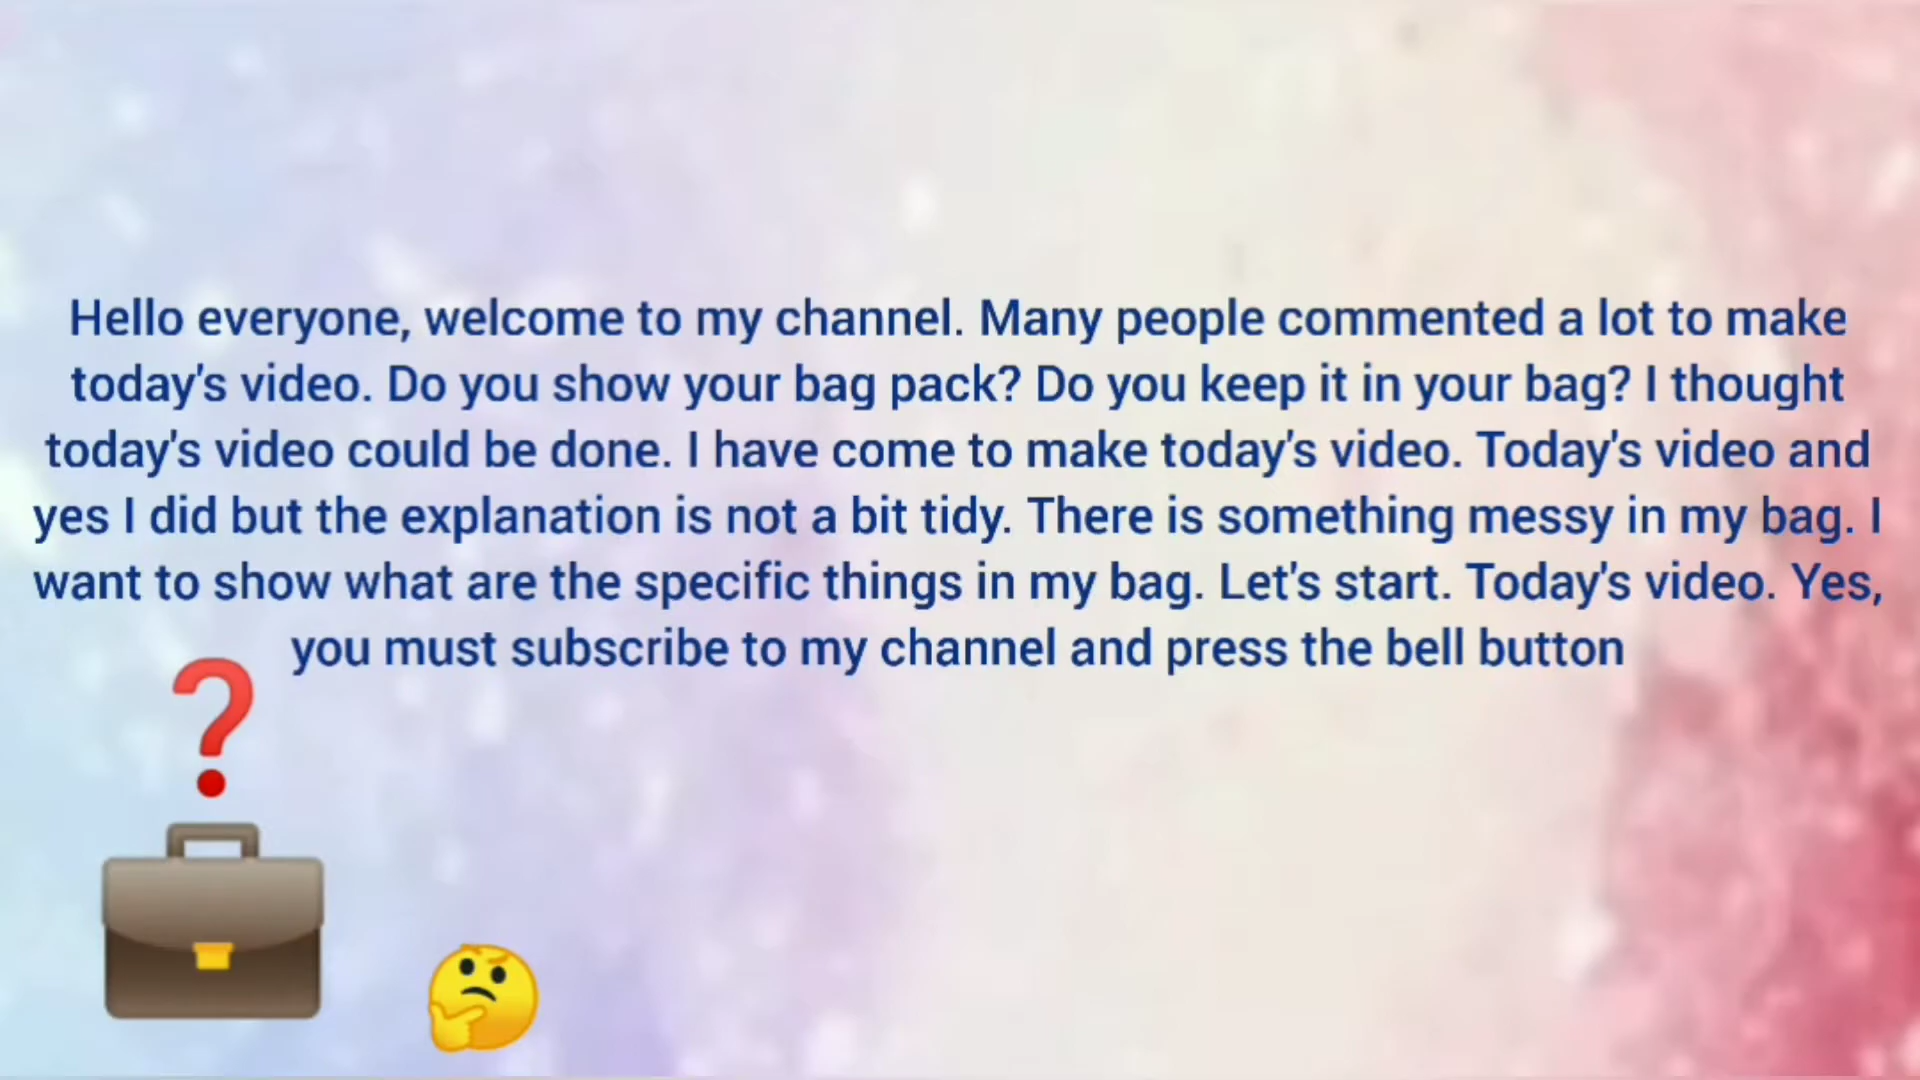 Hello everyone, welcome to my channel. Many people commented a lot to make
today's video. Do you show your bag pack? Do you keep it in your bag? I thought
today's video could be done. I have come to make today's video. Today's video and
yes I did but the explanation is not a bit tidy. There is something messy in my bag. I
want to show what are the specific things in my bag. Let's start. Today's video. Yes,
you must subscribe to my channel and press the bell button